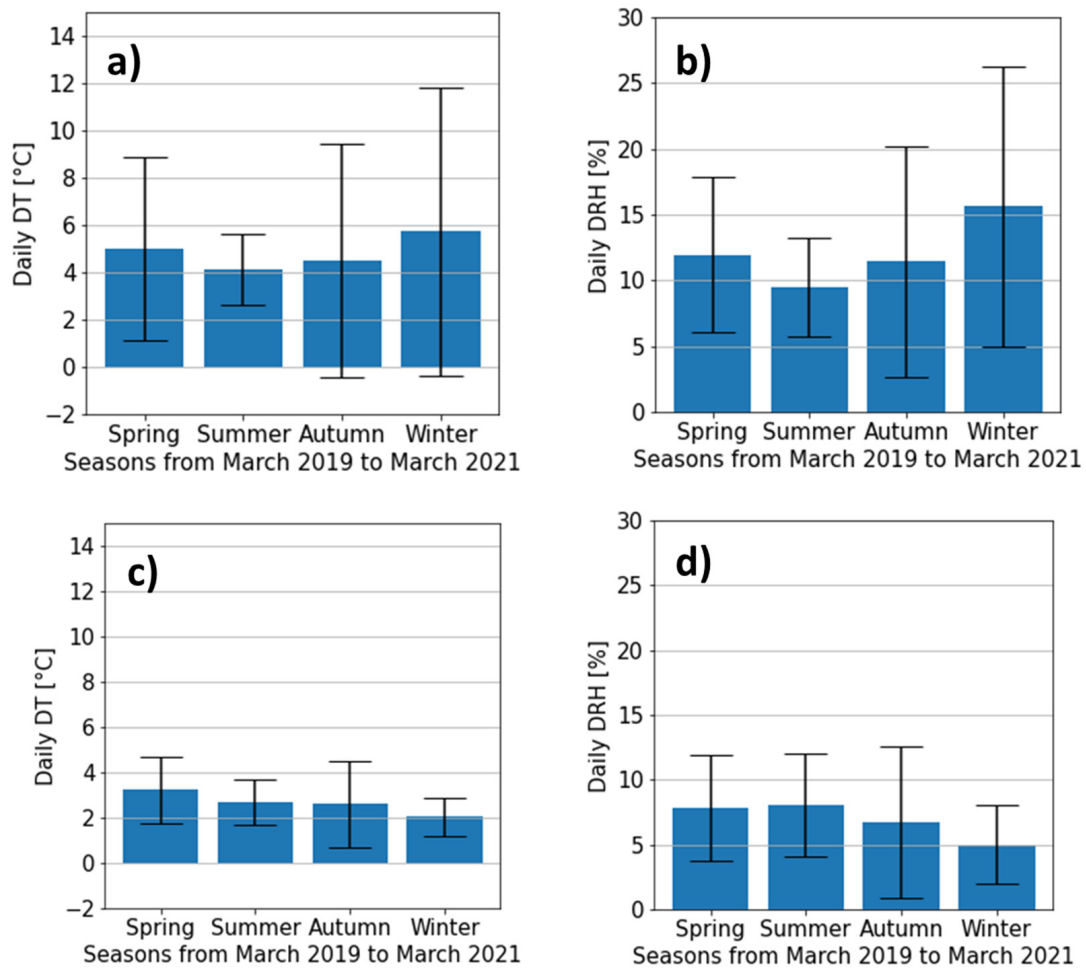 a)
Daily DT [°C]
14
12
10
8
6
4
2
0
−2
Spring Summer Autumn Winter
Seasons from March 2019 to March 2021
b)
Daily DRH [%]
30
25
20
15
10
5
0
Spring Summer Autumn Winter
Seasons from March 2019 to March 2021
c)
Daily DT [°C]
14
12
10
8
6
4
2
0
−2
Spring Summer Autumn Winter
Seasons from March 2019 to March 2021
d)
Daily DRH [%]
30
25
20
15
10
5
0
Spring Summer Autumn Winter
Seasons from March 2019 to March 2021